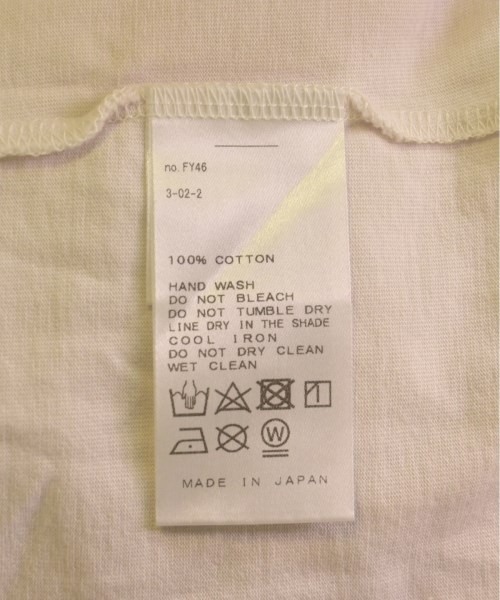 no. FY46
3-02-2
100% COTTON
HAND WASH
DO NOT BLEACH
DO NOT TUMBLE DRY
LINE DRY IN THE SHADE
COOL IRON
DO NOT DRY CLEAN
WET CLEAN
W
MADE IN JAPAN